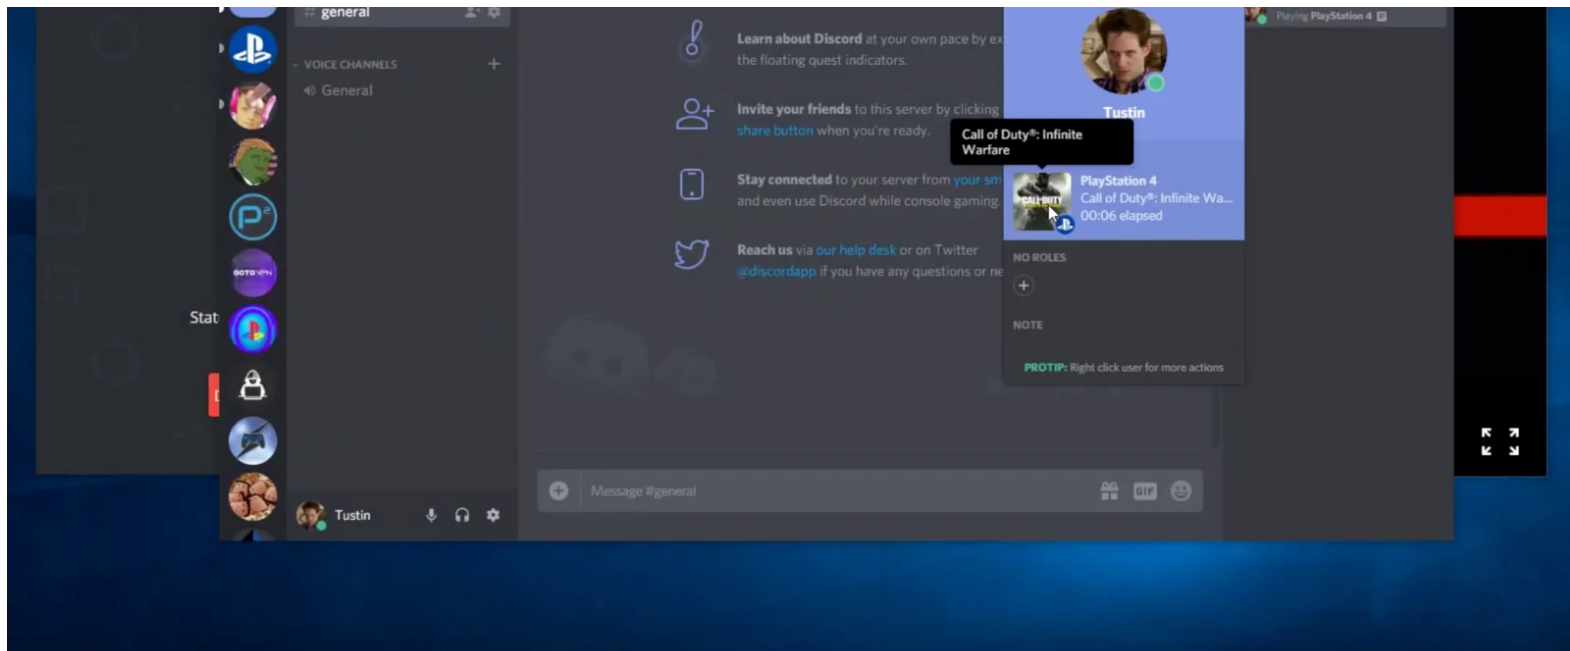 general
Playing PlayStation 4
Learn about Discord at your own pace by ex
the floating quest indicators.
VOICE CHANNELS
General
Invite your friends to this server by clicking
share button when you're ready.
Tustin
Call of Duty®: Infinite
Warfare
Stay connected to your server from your sm
and even use Discord while console gaming.
CALL DUTY
PlayStation 4
Call of Duty®: Infinite Wa...
00:06 elapsed
P2
Reach us via our help desk or on Twitter
@discordapp if you have any questions or ne
NO ROLES
OCTOVPN
Stat
NOTE
PROTIP: Right click user for more actions
D
Message #general
GIF
Tustin